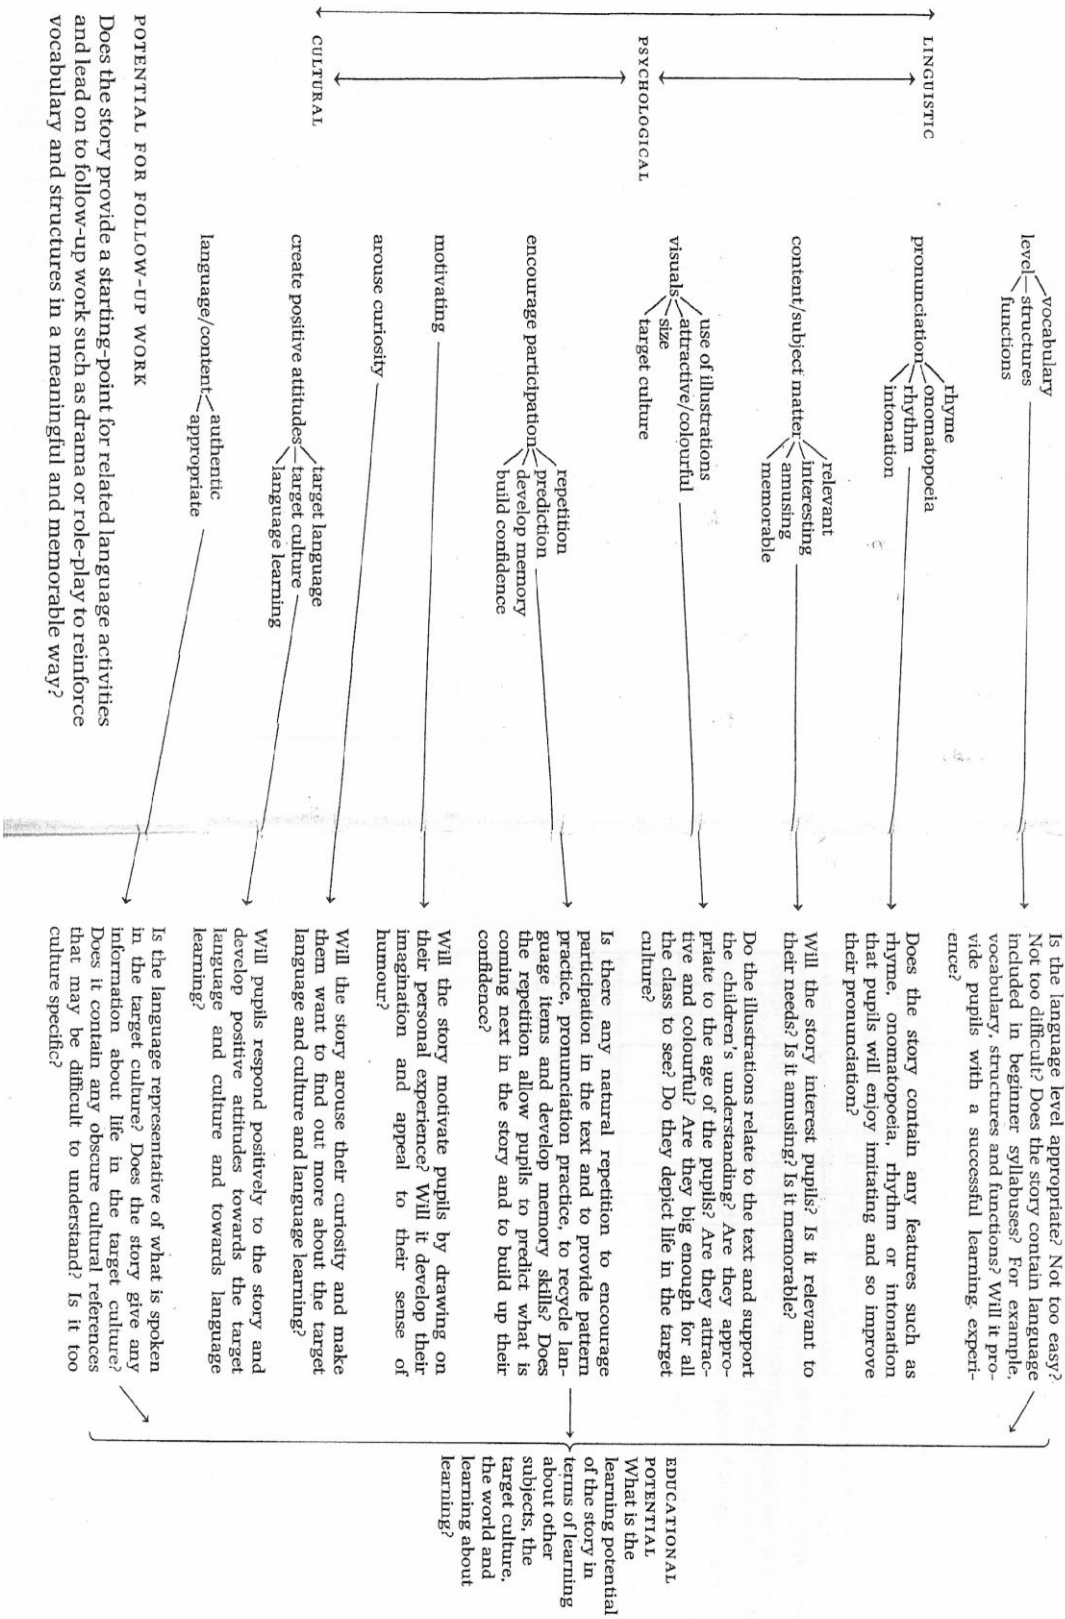 LINGUISTIC
PSYCHOLOGICAL
CULTURAL
level
vocabulary
structures
functions
pronunciation
rhyme
onomatopoeia
rhythm
intonation
content/subject matter
relevant
interesting
amusing
memorable
visuals
use of illustrations
attractive/colourful
size
target culture
encourage participation
repetition
prediction
develop memory
build confidence
motivating
arouse curiosity
create positive attitudes
target language
target culture
language learning
language/content
authentic
appropriate
Is the language level appropriate? Not too easy?
Not too difficult? Does the story contain language
included in beginner syllabuses? For example,
vocabulary, structures and functions? Will it pro-
vide pupils with a successful learning experi-
ence?
Does the story contain any features such as
rhyme, onomatopoeia, rhythm or intonation
that pupils will enjoy imitating and so improve
their pronunciation?
Will the story interest pupils? Is it relevant to
their needs? Is it amusing? Is it memorable?
Do the illustrations relate to the text and support
the children's understanding? Are they appro-
priate to the age of the pupils? Are they attrac-
tive and colourful? Are they big enough for all
the class to see? Do they depict life in the target
culture?
Is there any natural repetition to encourage
participation in the text and to provide pattern
practice, pronunciation practice, to recycle lan-
guage items and develop memory skills? Does
the repetition allow pupils to predict what is
coming next in the story and to build up their
confidence?
Will the story motivate pupils by drawing on
their personal experience? Will it develop their
imagination and appeal to their sense of
humour?
Will the story arouse their curiosity and make
them want to find out more about the target
language and culture and language learning?
Will pupils respond positively to the story and
develop positive attitudes towards the target
language and culture and towards language
learning?
Is the language representative of what is spoken
in the target culture? Does the story give any
information about life in the target culture?
Does it contain any obscure cultural references
that may be difficult to understand? Is it too
culture specific?
EDUCATIONAL
POTENTIAL
What is the
learning potential
of the story in
terms of learning
about other
subjects, the
target culture,
the world and
learning about
learning?
POTENTIAL FOR FOLLOW-UP WORK
Does the story provide a starting-point for related language activities
and lead on to follow-up work such as drama or role-play to reinforce
vocabulary and structures in a meaningful and memorable way?